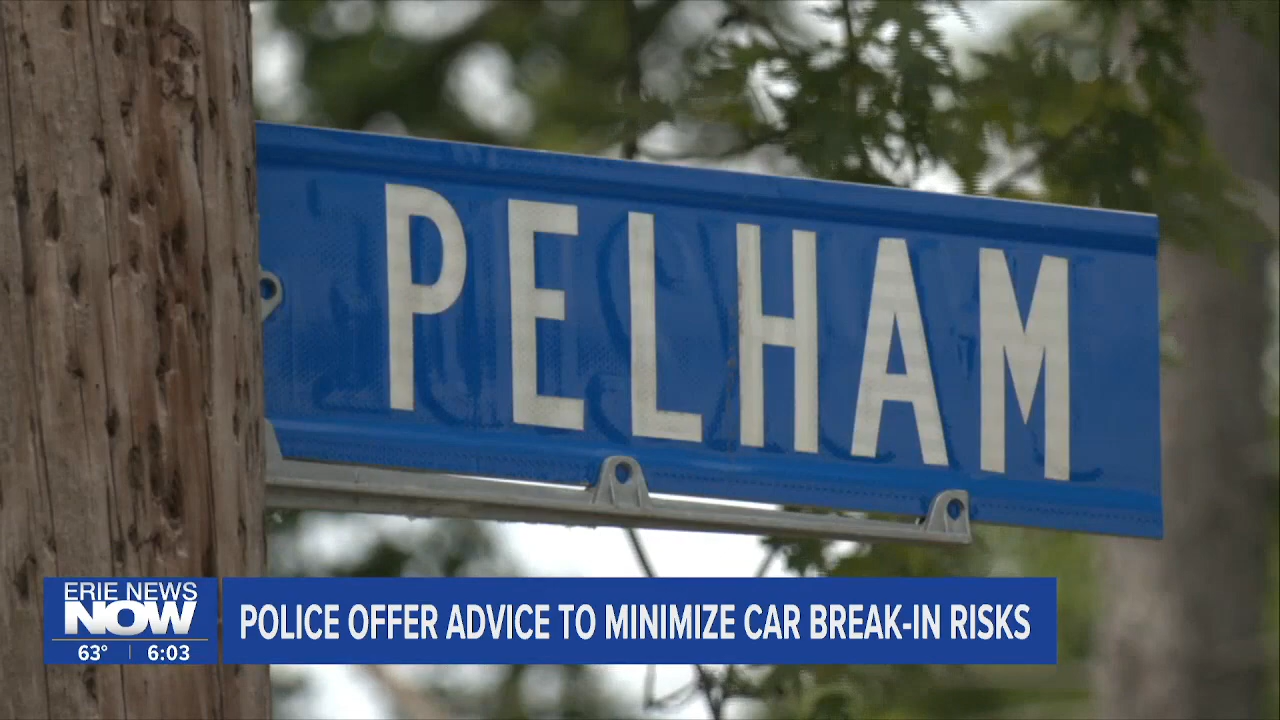 PELHAM
ERIE NEWS
NOW
63° 6:03
POLICE OFFER ADVICE TO MINIMIZE CAR BREAK-IN RISKS